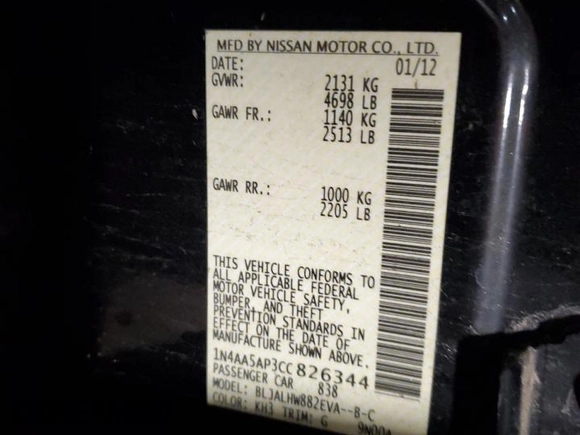 MFD BY NISSAN MOTOR CO., LTD.
DATE: 01/12
GVWR: 2131 KG
4698 LB
GAWR FR.: 1140 KG
2513 LB
GAWR RR.: 1000 KG
2205 LB
THIS VEHICLE CONFORMS TO
ALL APPLICABLE FEDERAL
MOTOR VEHICLE SAFETY,
BUMPER, AND THEFT
PREVENTION STANDARDS IN
EFFECT ON THE DATE OF
MANUFACTURE SHOWN ABOVE.
1N4AA5AP3CC826344
PASSENGER CAR 838
MODEL: BLJALHW882EVA--B-C
COLOR: KH3 TRIM: G 9N00A